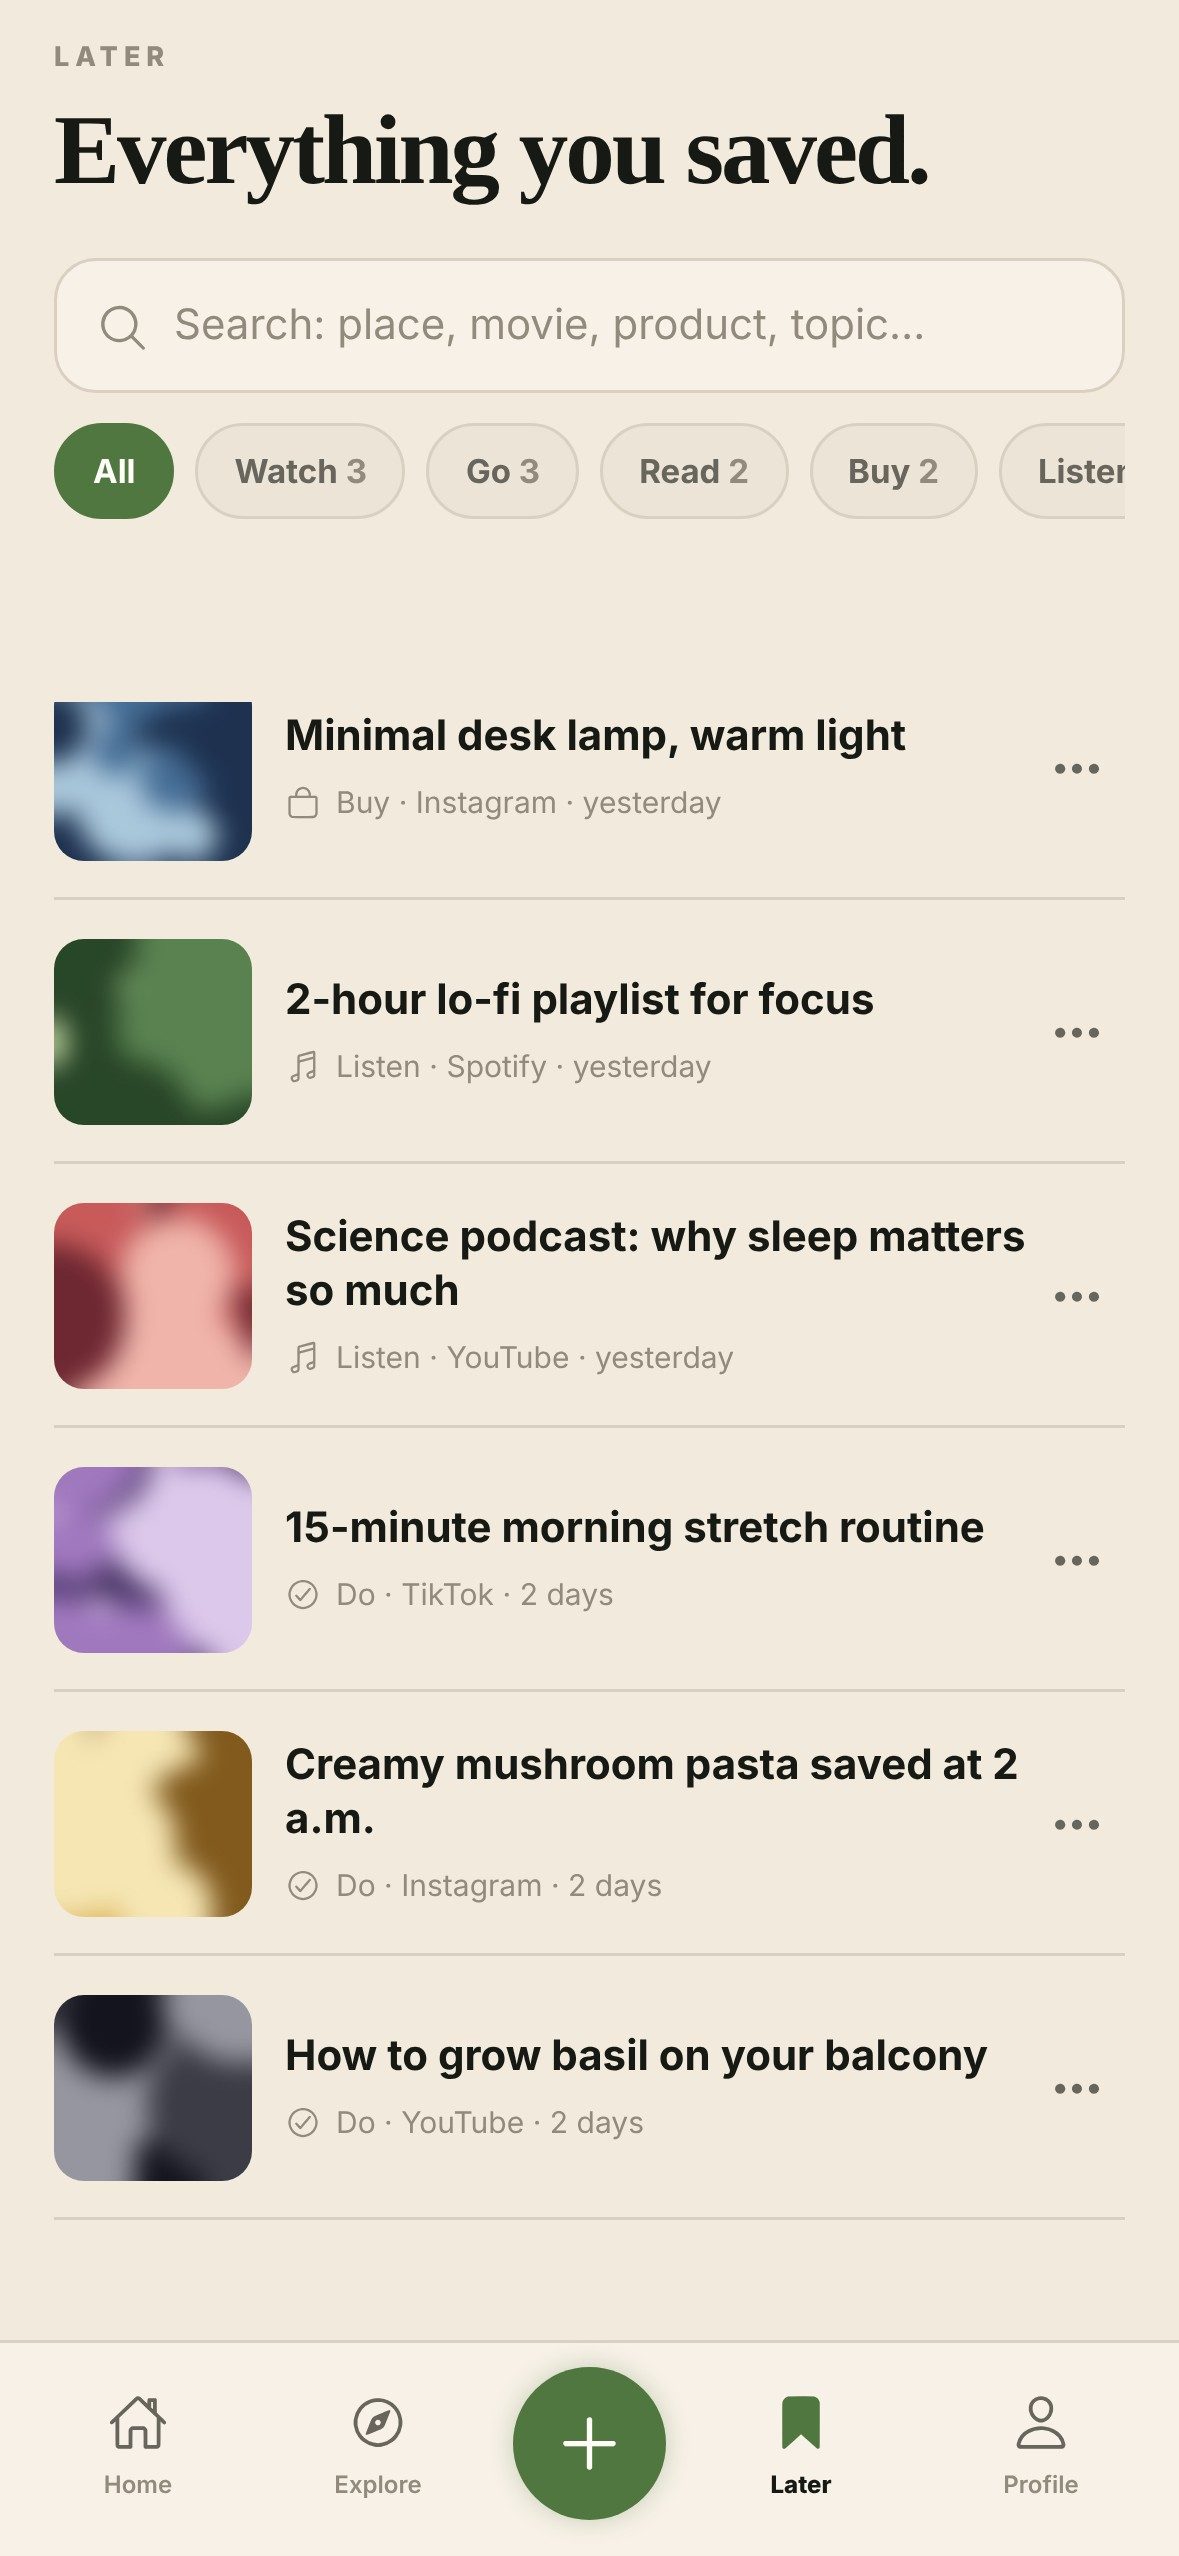 LATER
Everything you saved.
Search: place, movie, product, topic...
All
Watch 3
Go 3
Read 2
Buy 2
Minimal desk lamp, warm light
Buy · Instagram · yesterday
2-hour lo-fi playlist for focus
Listen · Spotify · yesterday
Science podcast: why sleep matters
so much
Listen · YouTube · yesterday
15-minute morning stretch routine
Do · TikTok · 2 days
Creamy mushroom pasta saved at 2
a.m.
Do · Instagram · 2 days
How to grow basil on your balcony
Do · YouTube · 2 days
Home
Explore
Later
Profile